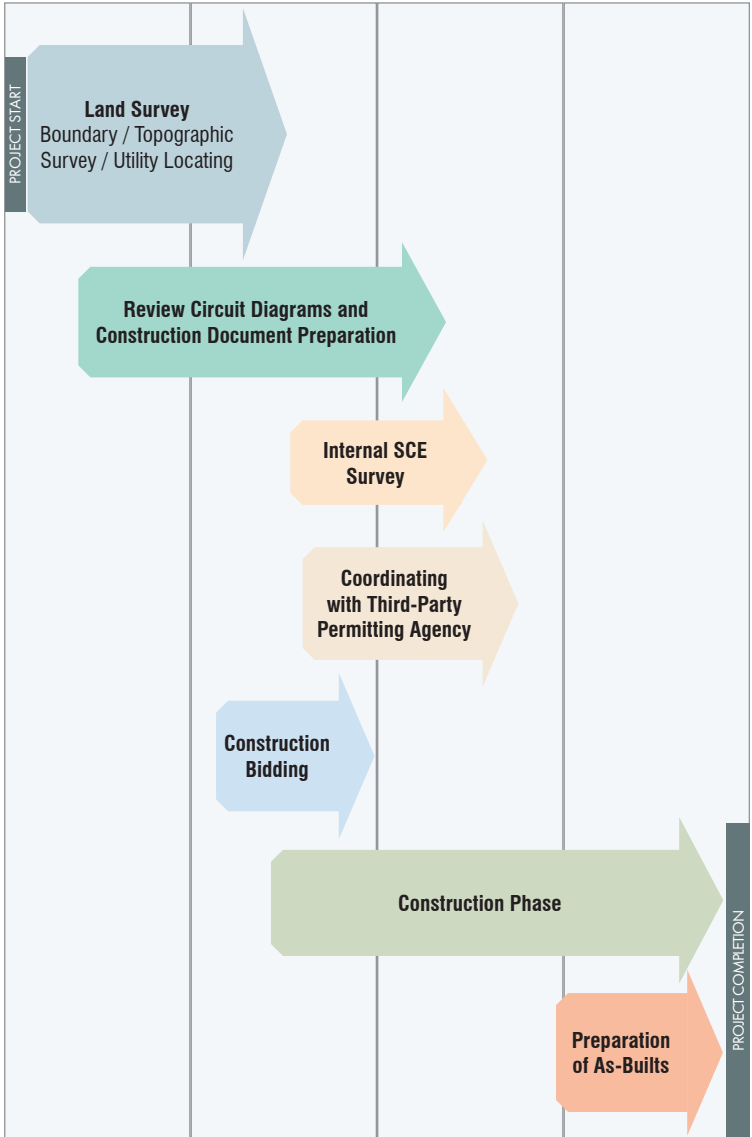 PROJECT START
Land Survey
Boundary / Topographic
Survey / Utility Locating
Review Circuit Diagrams and
Construction Document Preparation
Internal SCE
Survey
Coordinating
with Third-Party
Permitting Agency
Construction
Bidding
Construction Phase
Preparation
of As-Builts
PROJECT COMPLETION